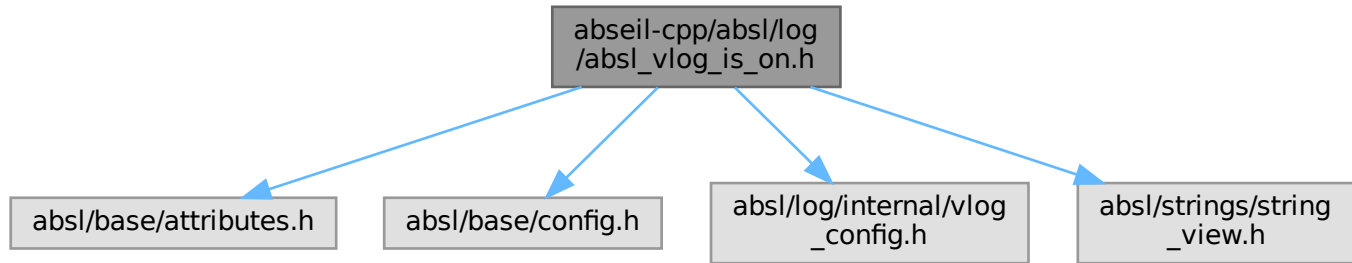 abseil-cpp/absl/log
/absl_vlog_is_on.h
absl/base/attributes.h
absl/base/config.h
absl/log/internal/vlog
_config.h
absl/strings/string
_view.h